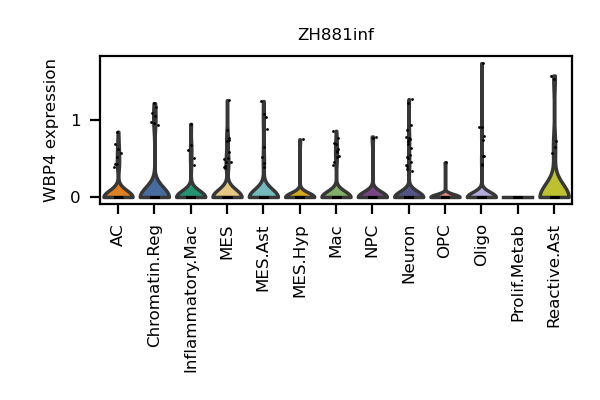 ZH881inf
WBP4 expression
1
0
AC
Chromatin.Reg
Inflammatory.Mac
MES
MES.Ast
MES.Hyp
Mac
NPC
Neuron
OPC
Oligo
Prolif.Metab
Reactive.Ast